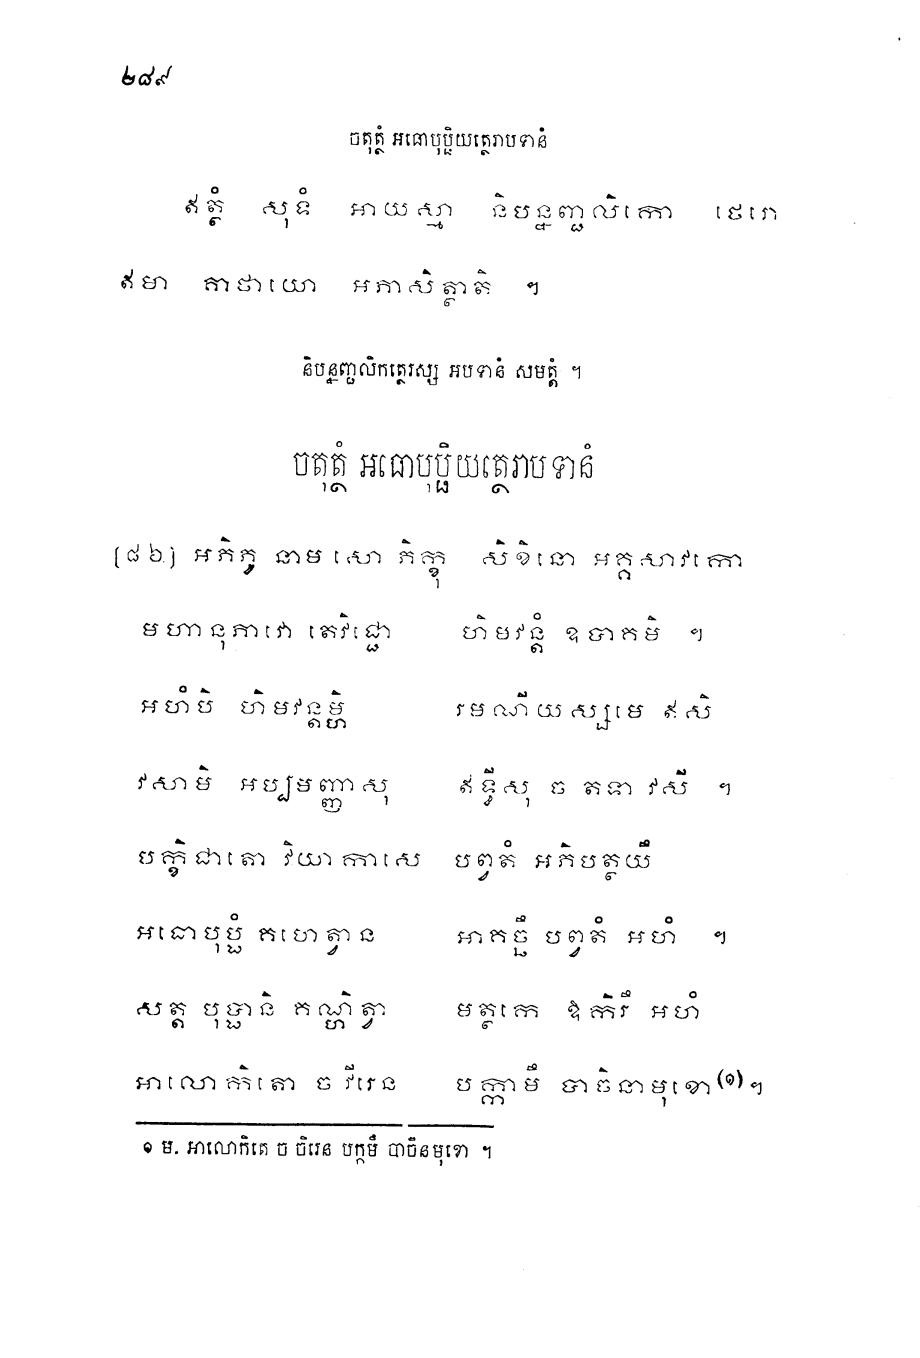 ២៨៩
ចតុត្ថំ អធោបុប្ផិយត្ថេរាបទានំ
ឥត្ថំ សុទំ អាយស្មា និបន្នញ្ជលិកោ ថេរោ
ឥមា គាថាយោ អភាសិត្ថាតិ ។
និបន្នញ្ជលិកត្ថេរស្ស អបទានំ សមត្តំ ។
ចតុត្ថំ អធោបុប្ផិយត្ថេរាបទានំ
(៨៦) អភិភូ នាម សោ ភិក្ខុ សិខិនោ អគ្គសាវកោ
មហានុភាវោ តេវិជ្ជោ ហិមវន្តំ ឧបាគមិ ។
អហំបិ ហិមវន្តម្ហិ រមណីយស្សមេ ឥសិ
វសាមិ អប្បមញ្ញាសុ ឥទ្ធីសុ ច តទា វសី ។
បក្ខិជាតោ វិយាកាសេ បព្វតំ អភិបត្ថយឹ
អធោបុប្ផំ គហេត្វាន អាគច្ឆឹ បព្វតំ អហំ ។
សត្ត បុប្ផានិ គណ្ហិត្វា មត្ថកេ ឱកិរឹ អហំ
អាលោកិតោ ច វីរេន បក្កាមឹ បាចិនាមុខោ (១) ។
១ ម. អាលោកិតេ ច ចិរេន បក្កមឹ បាចីនមុខោ ។